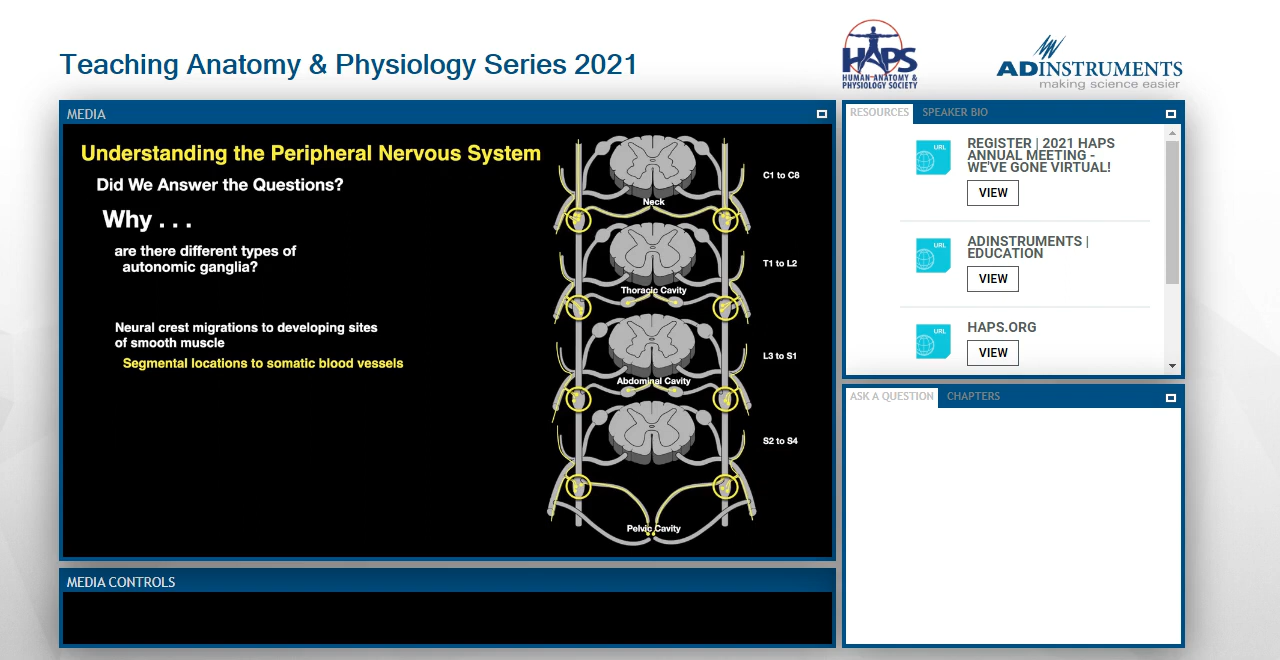 Teaching Anatomy & Physiology Series 2021
HAPS
HUMAN ANATOMY &
PHYSIOLOGY SOCIETY
ADINSTRUMENTS
making science easier
MEDIA
Understanding the Peripheral Nervous System
Did We Answer the Questions?
Why . . .
are there different types of
autonomic ganglia?
Neural crest migrations to developing sites
of smooth muscle
Segmental locations to somatic blood vessels
C1 to C8
Neck
T1 to L2
Thoracic Cavity
L3 to S1
Abdominal Cavity
S2 to S4
Pelvic Cavity
MEDIA CONTROLS
RESOURCES
SPEAKER BIO
URL
REGISTER | 2021 HAPS
ANNUAL MEETING -
WE'VE GONE VIRTUAL!
VIEW
URL
ADINSTRUMENTS |
EDUCATION
VIEW
URL
HAPS.ORG
VIEW
ASK A QUESTION
CHAPTERS